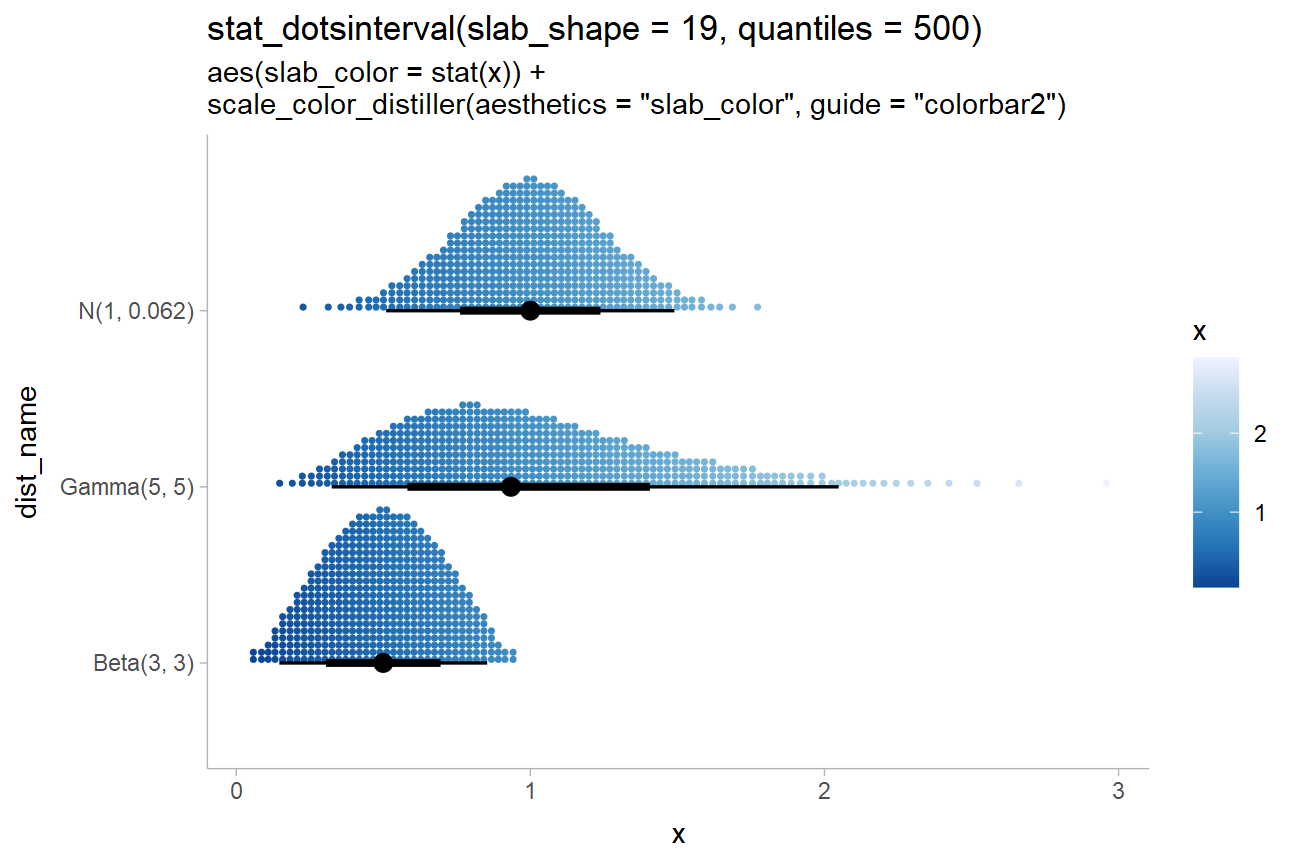 stat_dotsinterval(slab_shape = 19, quantiles = 500)
aes(slab_color = stat(x)) +
scale_color_distiller(aesthetics = "slab_color", guide = "colorbar2")
dist_name
N(1, 0.062)
Gamma(5, 5)
Beta(3, 3)
0
1
2
3
x
x
2
1